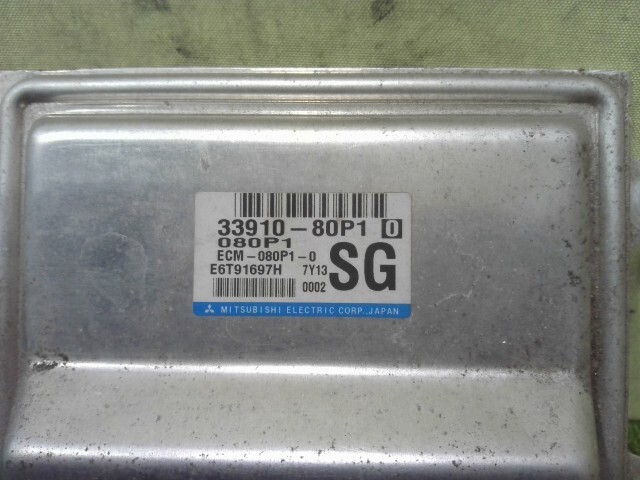 33910-80P1 0
080P1
ECM-080P1-0
E6T91697H 7Y13
0002
SG
MITSUBISHI ELECTRIC CORP., JAPAN